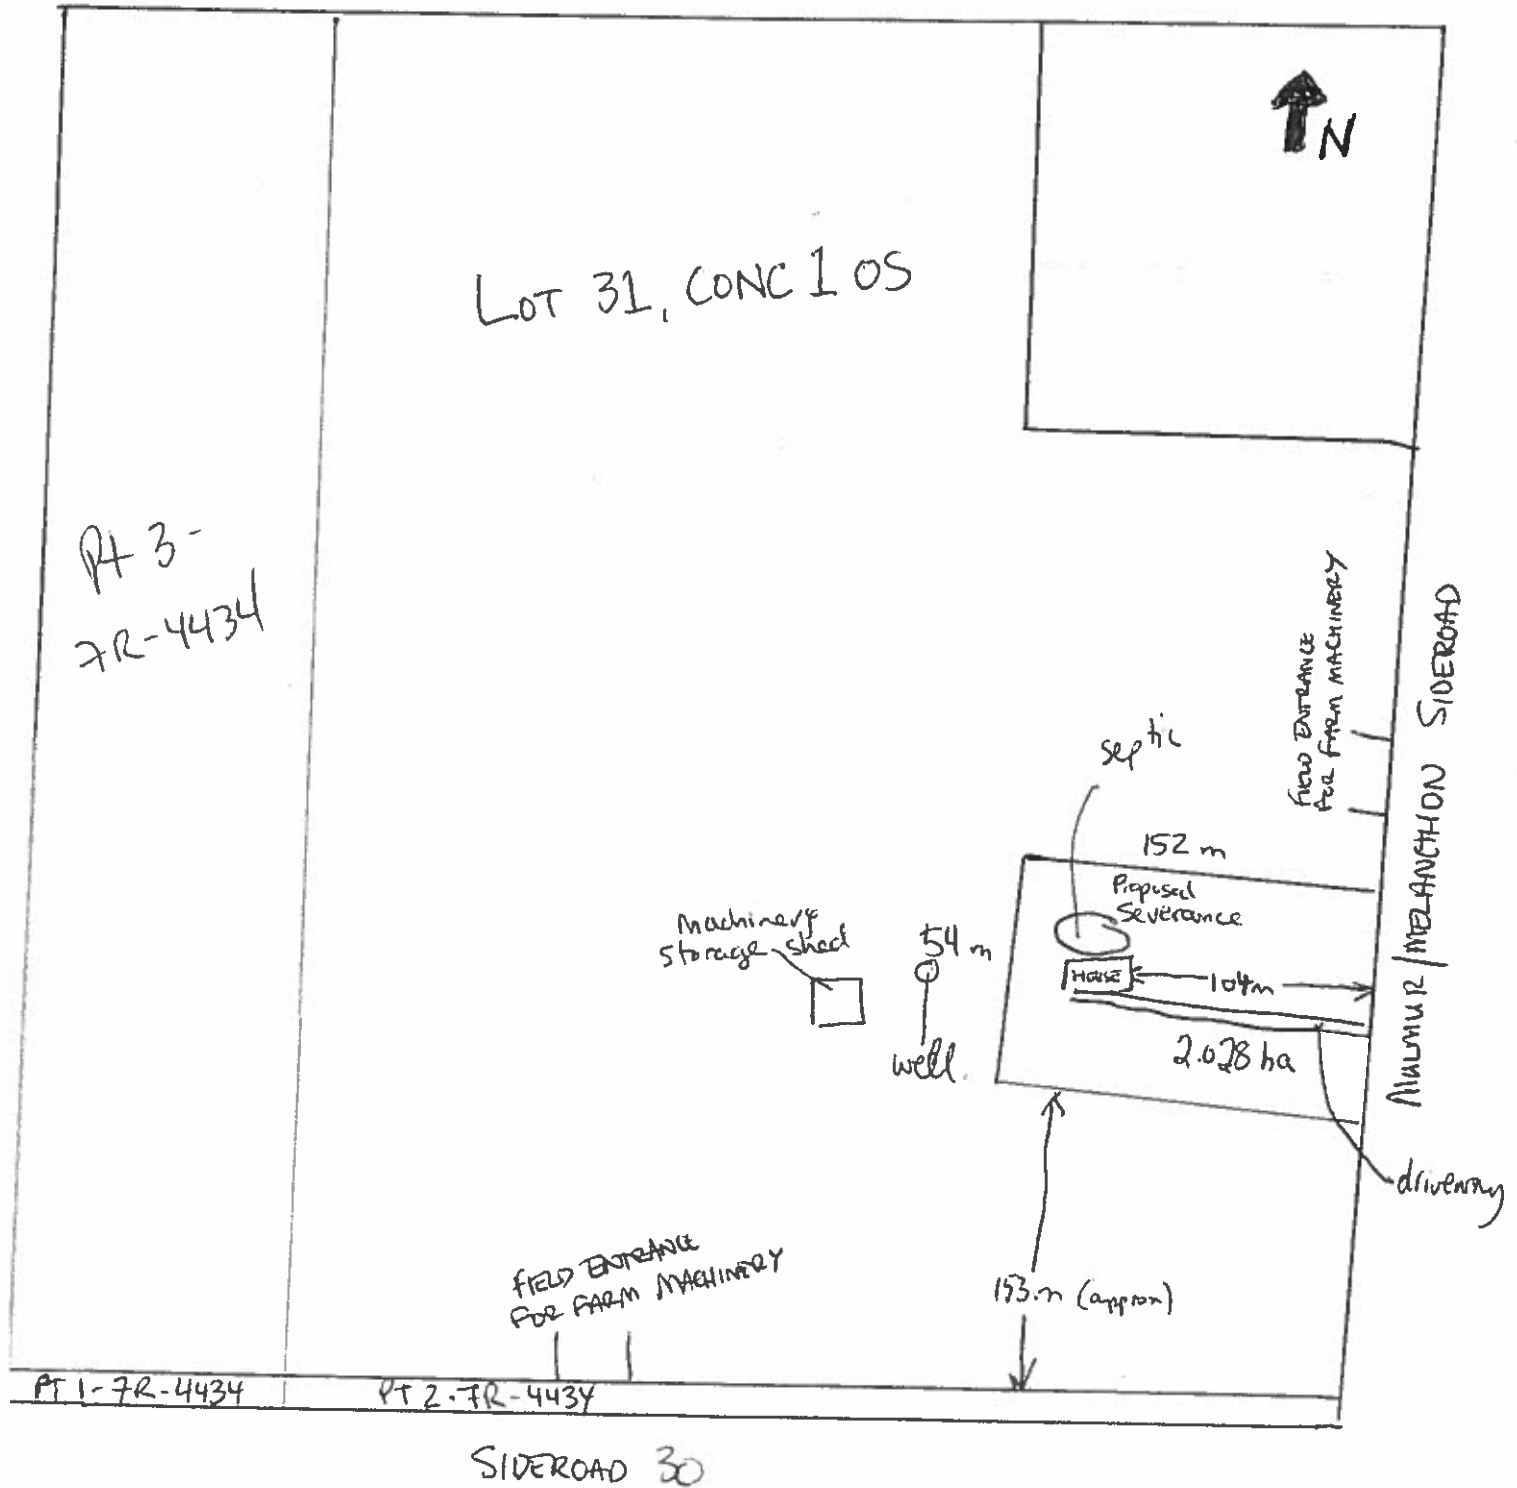 N
LOT 31, CONC 1 OS
Pt 3-
7R-4434
FIELD ENTRANCE
FOR FARM MACHINERY
MULMUR/MELANCTHON SIDEROAD
septic
152 m
Proposed
Severance
Machinery
storage shed
54 m
HOUSE
104m
well.
2.028 ha
driveway
FIELD ENTRANCE
FOR FARM MACHINERY
(approx)
PT 1-7R-4434
PT 2-7R-4434
SIDEROAD 30